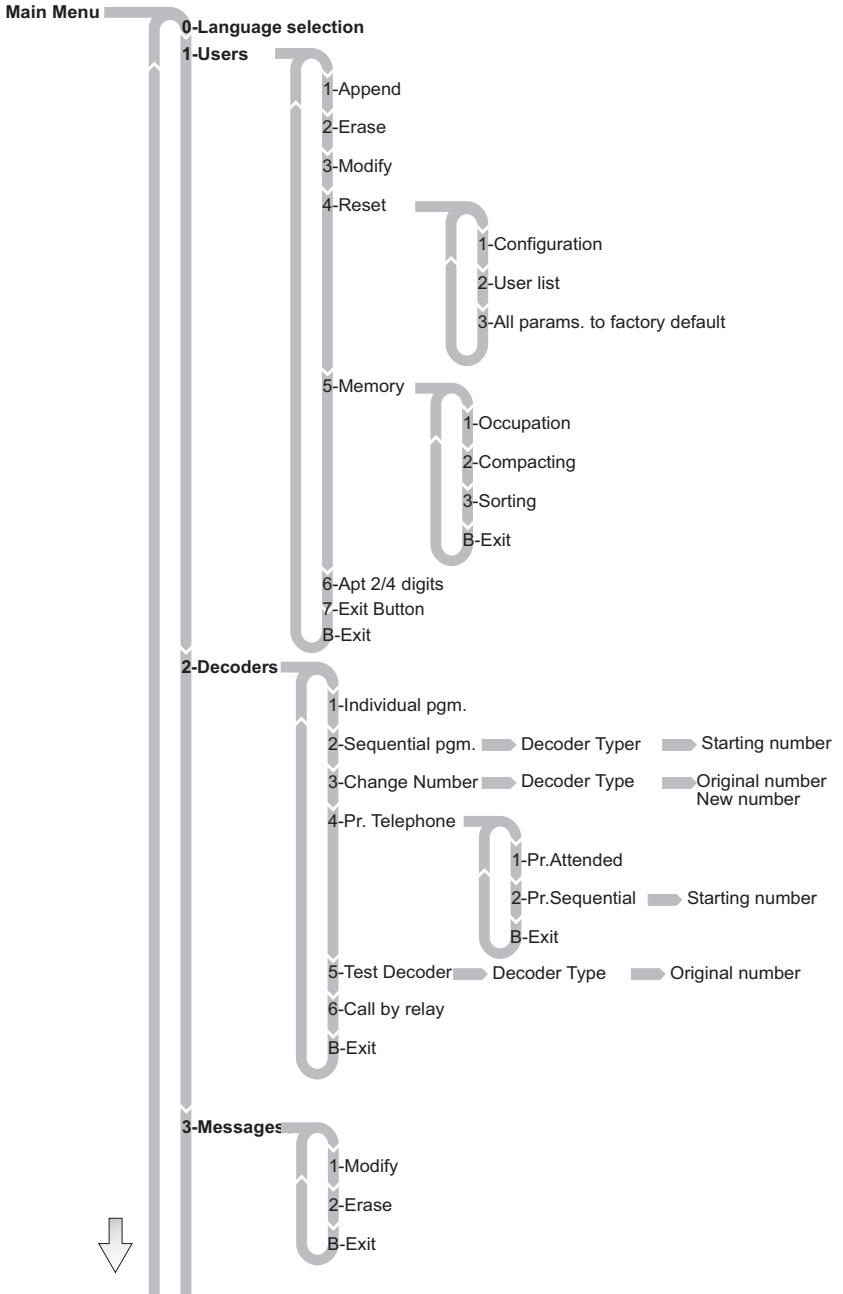 Main Menu
0-Language selection
1-Users
1-Append
2-Erase
3-Modify
4-Reset
1-Configuration
2-User list
3-All params. to factory default
5-Memory
1-Occupation
2-Compacting
3-Sorting
B-Exit
6-Apt 2/4 digits
7-Exit Button
B-Exit
2-Decoders
1-Individual pgm.
2-Sequential pgm. Decoder Typer Starting number
3-Change Number Decoder Type Original number
New number
4-Pr. Telephone
1-Pr.Attended
2-Pr.Sequential Starting number
B-Exit
5-Test Decoder Decoder Type Original number
6-Call by relay
B-Exit
3-Messages
1-Modify
2-Erase
B-Exit